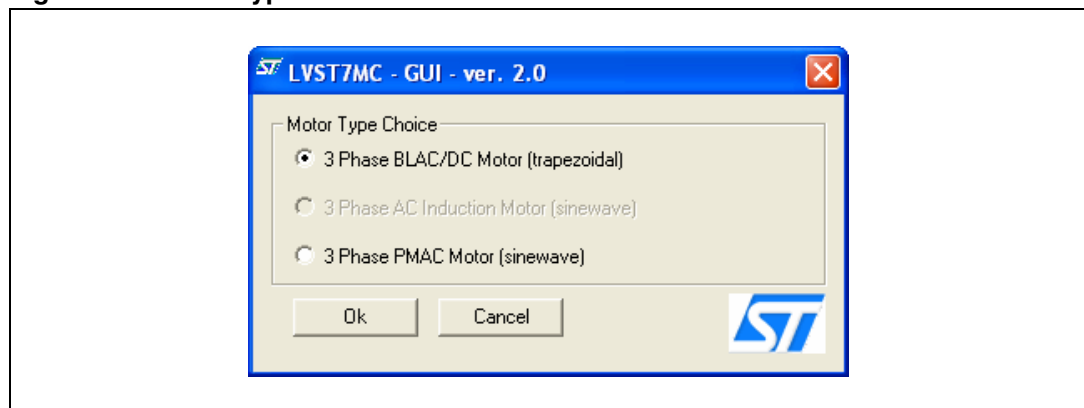 LVST7MC - GUI - ver. 2.0
Motor Type Choice
3 Phase BLAC/DC Motor (trapezoidal)
3 Phase AC Induction Motor (sinewave)
3 Phase PMAC Motor (sinewave)
Ok Cancel
ST